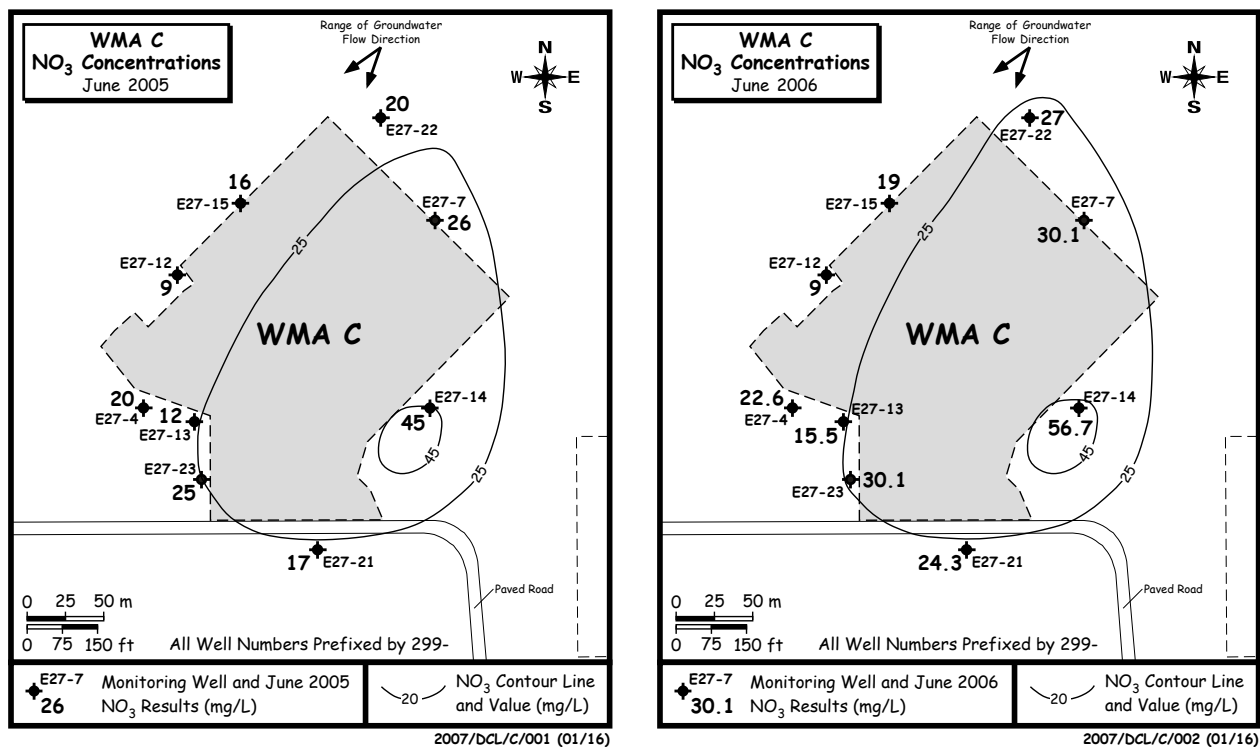 WMA C
NO3 Concentrations
June 2005
Range of Groundwater
Flow Direction
N
W E
S
20
E27-22
16
E27-15
E27-7
26
25
E27-12
9
WMA C
20
E27-4
12
E27-13
E27-14
45
45
E27-23
25
25
17 E27-21
0 25 50 m
0 75 150 ft
Paved Road
All Well Numbers Prefixed by 299-
E27-7
26
Monitoring Well and June 2005
NO3 Results (mg/L)
20
NO3 Contour Line
and Value (mg/L)
2007/DCL/C/001 (01/16)
WMA C
NO3 Concentrations
June 2006
Range of Groundwater
Flow Direction
N
W E
S
27
E27-22
19
E27-15
E27-7
30.1
25
E27-12
9
WMA C
22.6
E27-4
E27-13
15.5
E27-14
56.7
45
E27-23
30.1
25
24.3 E27-21
0 25 50 m
0 75 150 ft
Paved Road
All Well Numbers Prefixed by 299-
E27-7
30.1
Monitoring Well and June 2006
NO3 Results (mg/L)
20
NO3 Contour Line
and Value (mg/L)
2007/DCL/C/002 (01/16)